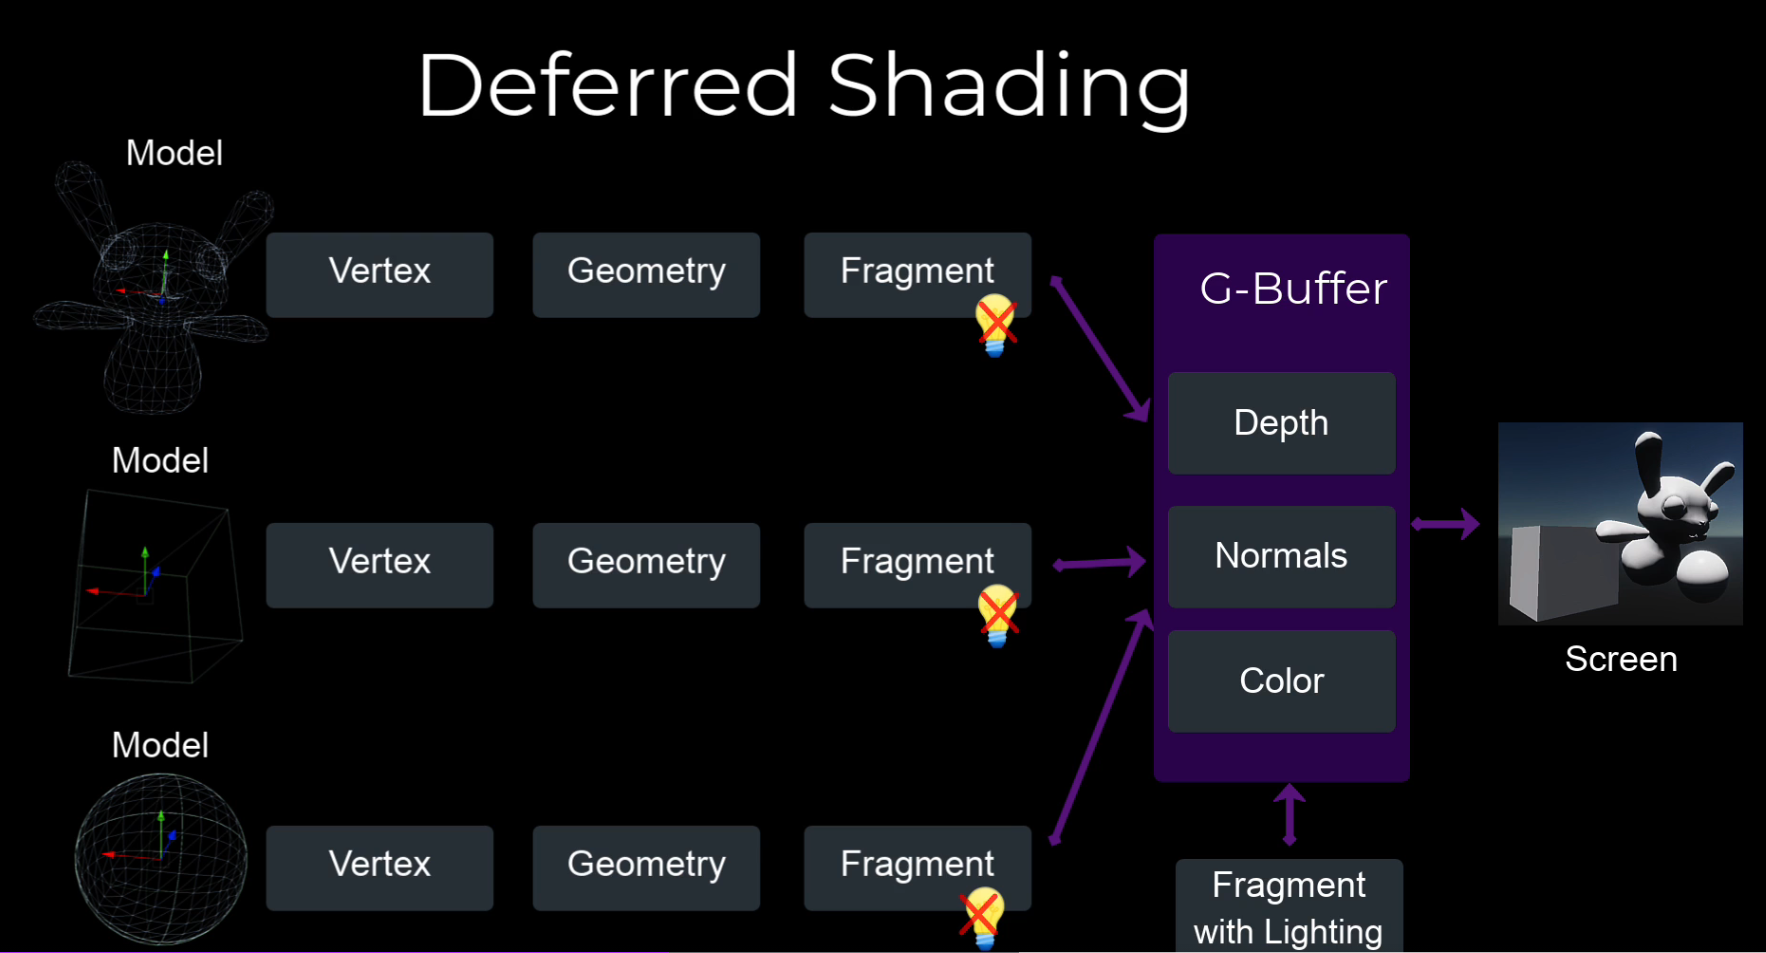 Deferred Shading
Model
Vertex
Geometry
Fragment
G-Buffer
Depth
Normals
Color
Model
Vertex
Geometry
Fragment
Screen
Model
Vertex
Geometry
Fragment
Fragment
with Lighting